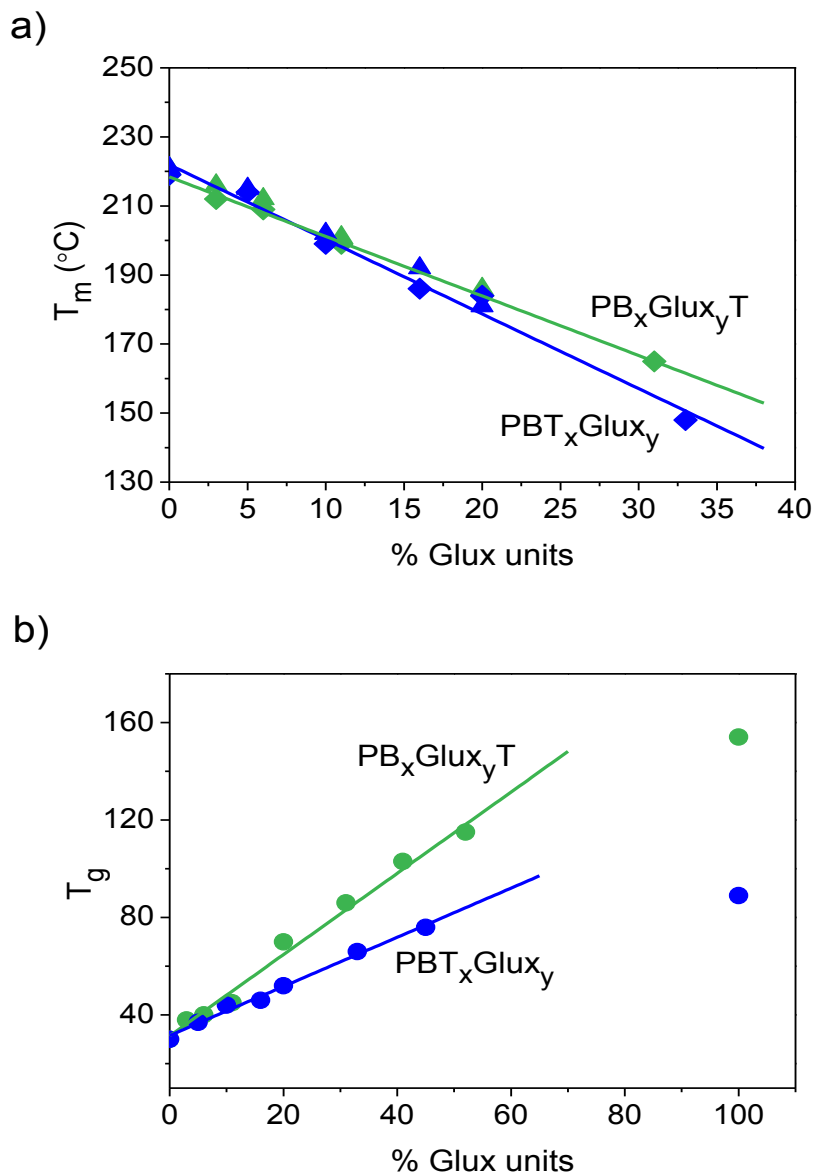 a)
250
230
210
190
170
150
130
T_m (°C)
PB_xGlux_yT
PBT_xGlux_y
0 5 10 15 20 25 30 35 40
% Glux units
b)
160
120
80
40
T_g
PB_xGlux_yT
PBT_xGlux_y
0 20 40 60 80 100
% Glux units